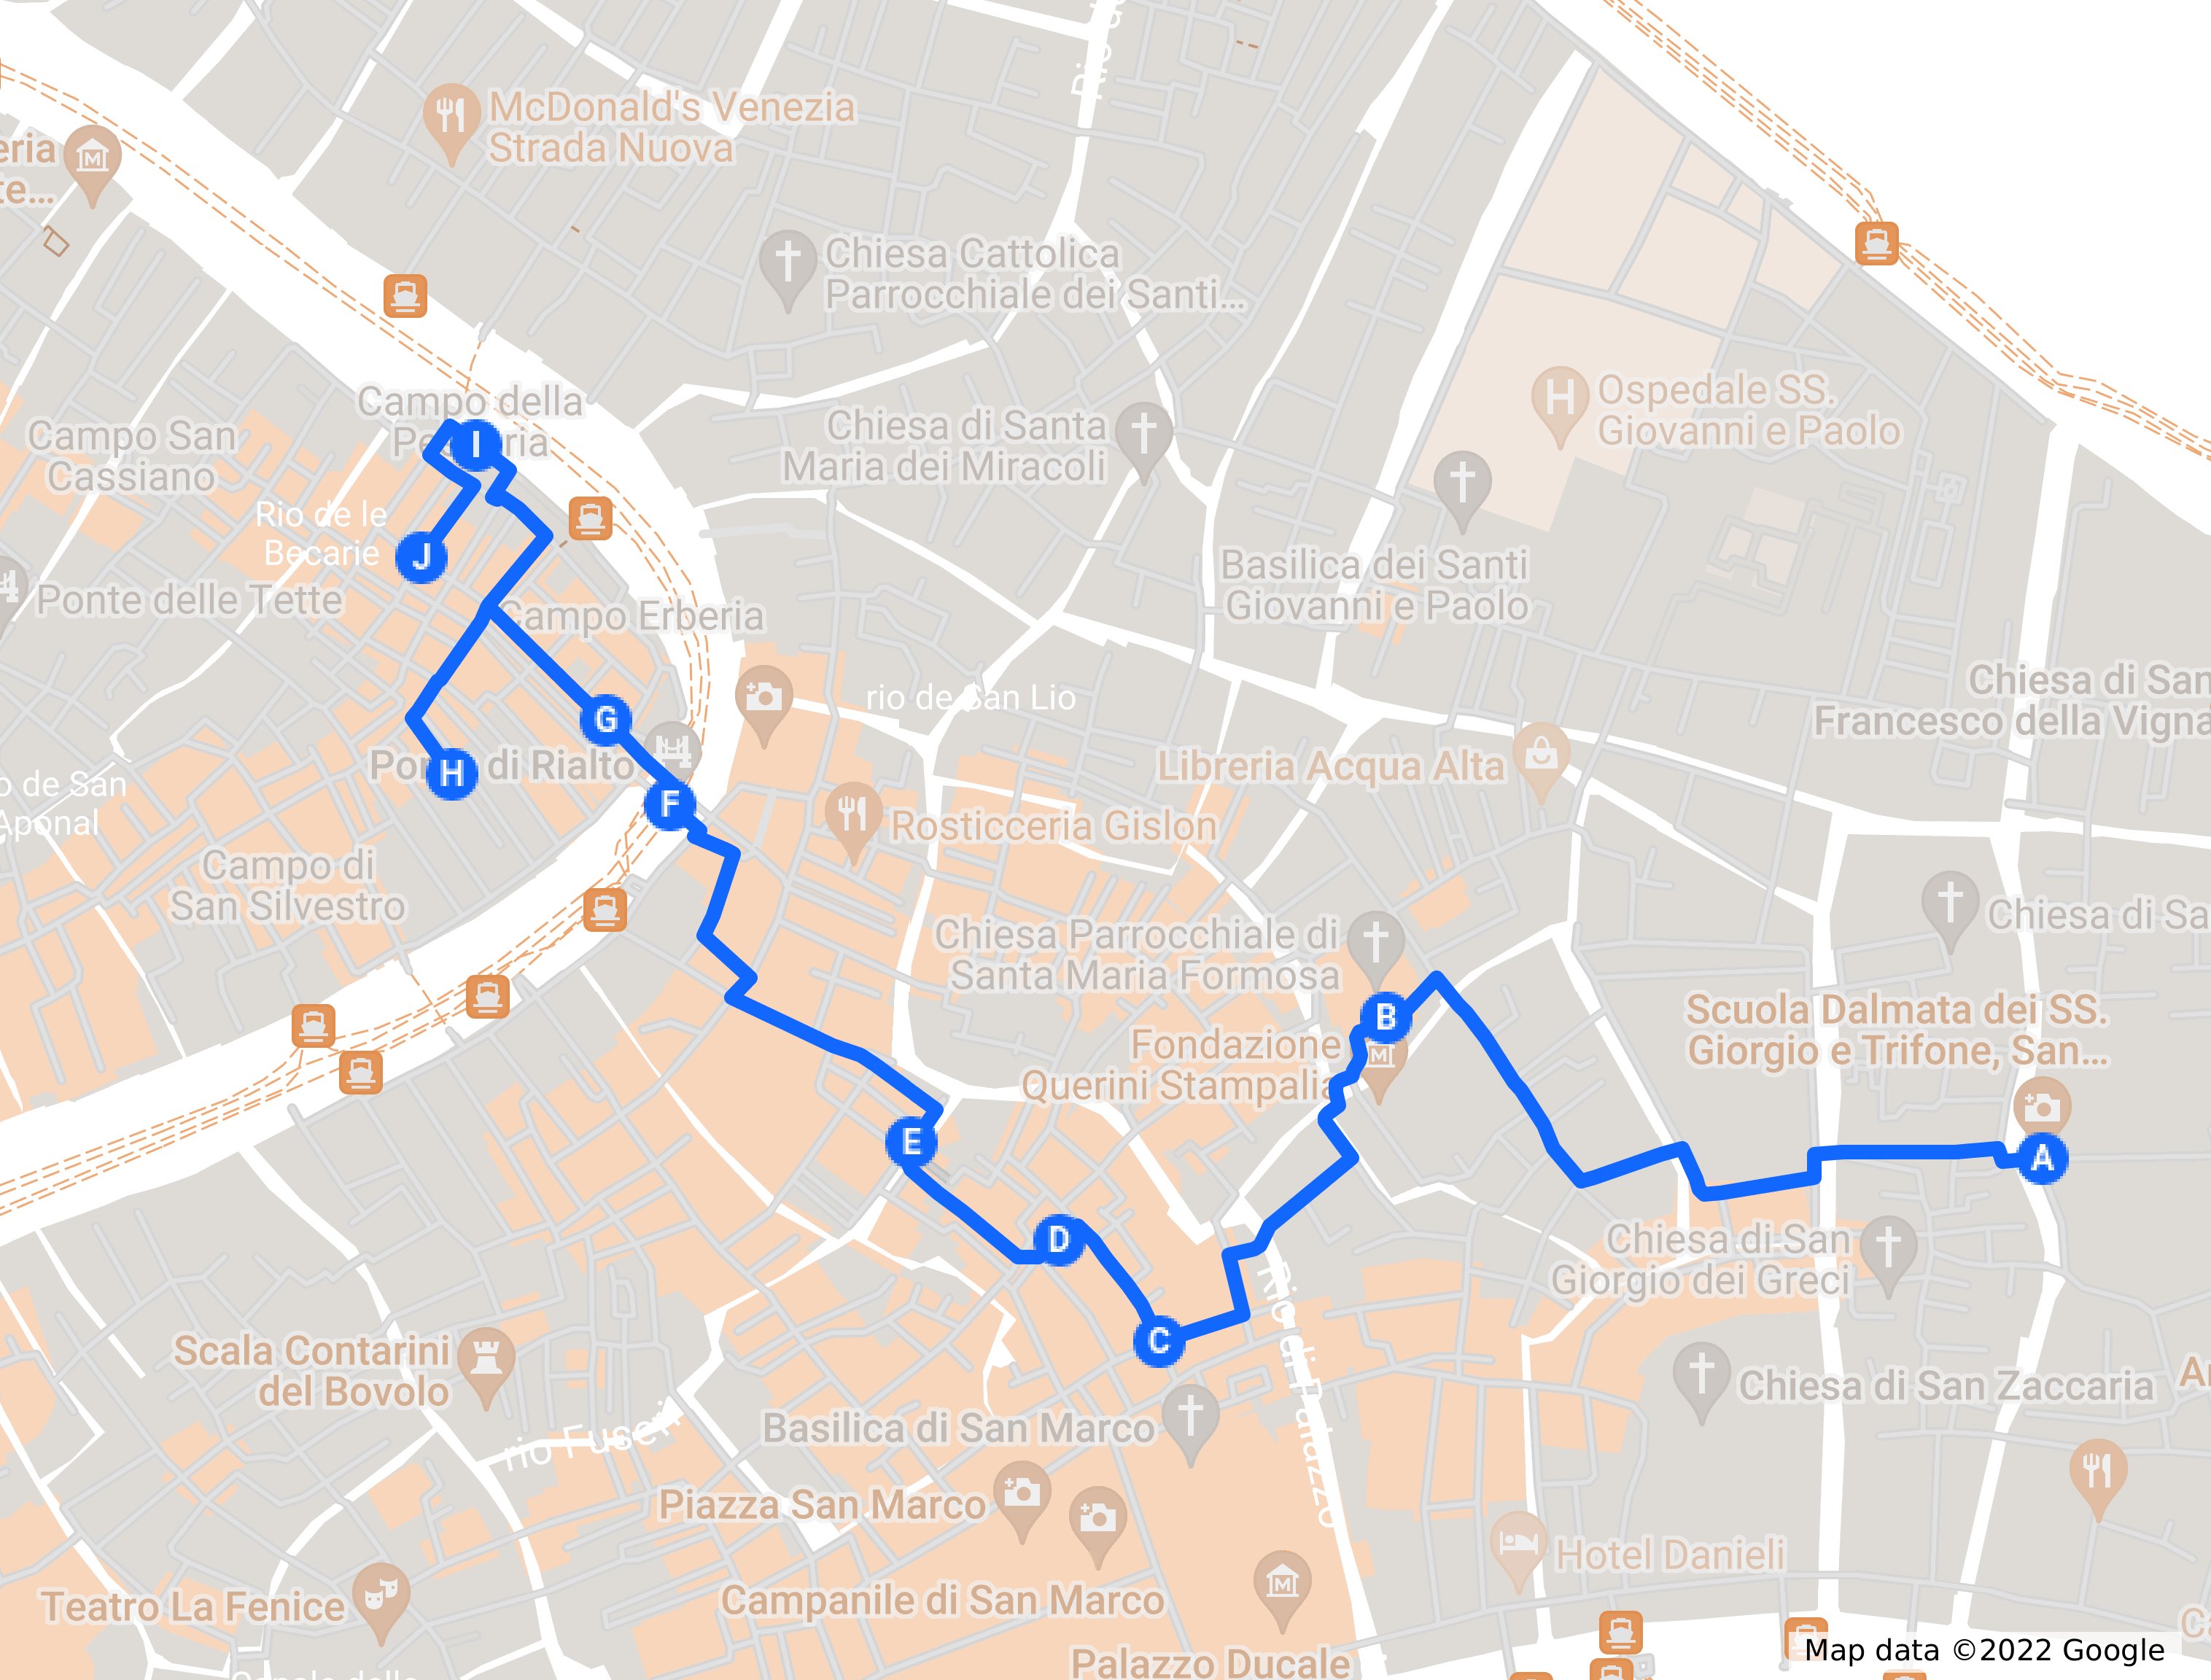 McDonald's Venezia
Strada Nuova
eria
te...
Chiesa Cattolica
Parrocchiale dei Santi...
Campo della
Ospedale SS.
Giovanni e Paolo
Campo San
Cassiano
I
Chiesa di Santa
Maria dei Miracoli
Rio de le
Becarie
J
Basilica dei Santi
Giovanni e Paolo
Ponte delle Tette
Campo Erberia
rio de San Lio
Chiesa di San
Francesco della Vigna
G
di Rialto
H
Libreria Acqua Alta
o de San
Aponal
F
Rosticceria Gislon
Campo di
San Silvestro
Chiesa Parrocchiale di
Santa Maria Formosa
Chiesa di Sa
B
Scuola Dalmata dei SS.
Giorgio e Trifone, San...
Fondazione
Querini Stampalia
A
E
D
Chiesa di San
Giorgio dei Greci
Rio di Palazzo
C
Scala Contarini
del Bovolo
Chiesa di San Zaccaria
Basilica di San Marco
rio Fuseri
Piazza San Marco
Hotel Danieli
Teatro La Fenice
Campanile di San Marco
Palazzo Ducale
Map data ©2022 Google